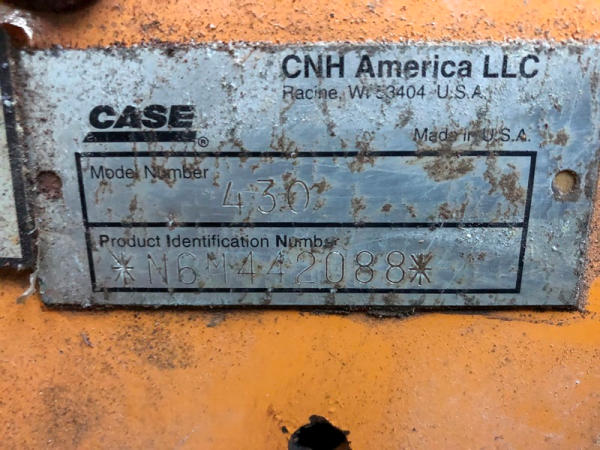 CNH America LLC
Racine, WI 53404 U.S.A.
CASE®
Made in U.S.A.
Model Number
430
Product Identification Number
*N6M442088*